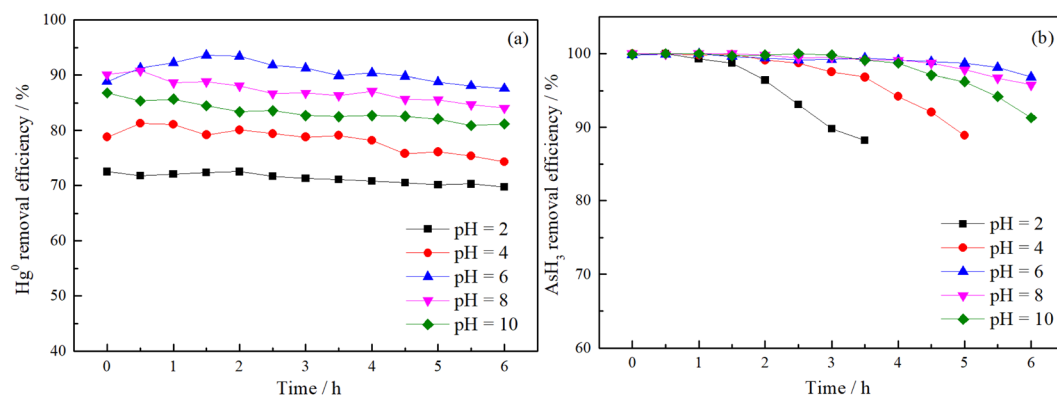 Hg⁰ removal efficiency / %
100
90
80
70
60
50
40
(a)
pH = 2
pH = 4
pH = 6
pH = 8
pH = 10
0 1 2 3 4 5 6
Time / h
AsH₃ removal efficiency / %
100
90
80
70
60
(b)
pH = 2
pH = 4
pH = 6
pH = 8
pH = 10
0 1 2 3 4 5 6
Time / h